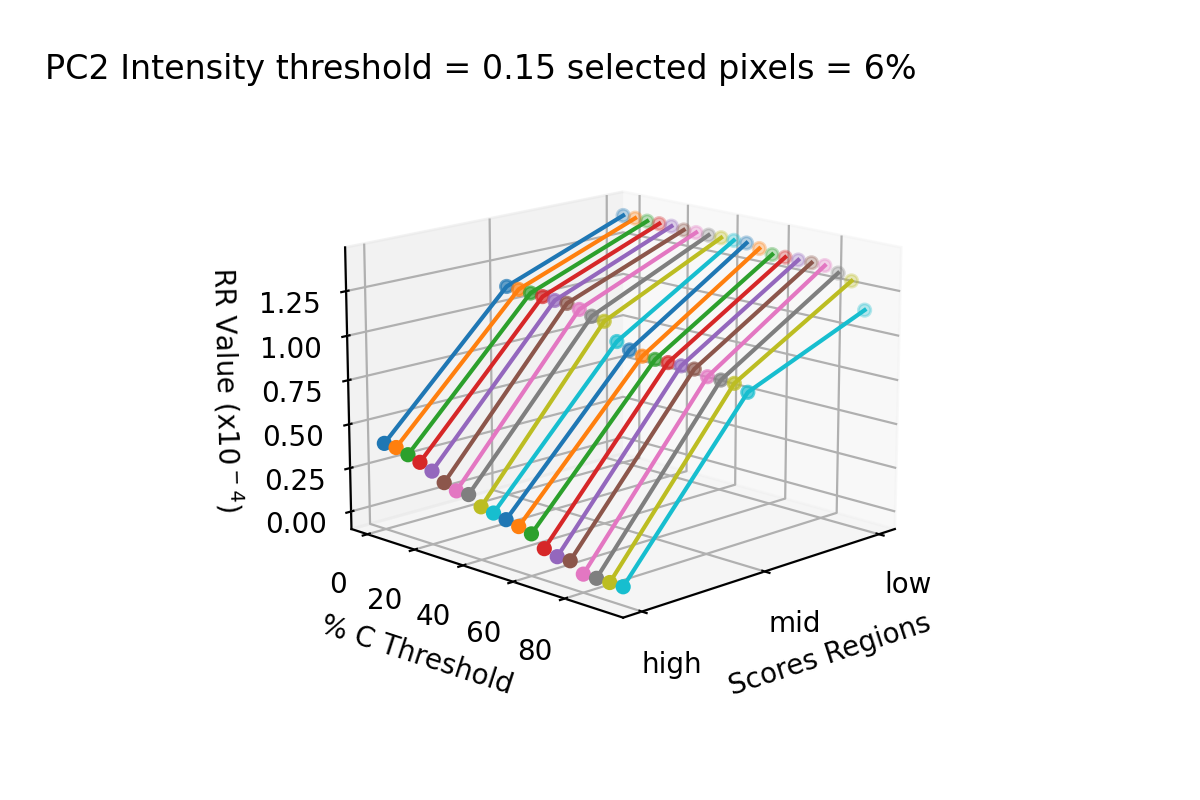 PC2 Intensity threshold = 0.15 selected pixels = 6%
RR Value (x10⁻⁴)
1.25
1.00
0.75
0.50
0.25
0.00
0
20
40
60
80
% C Threshold
low
mid
high
Scores Regions